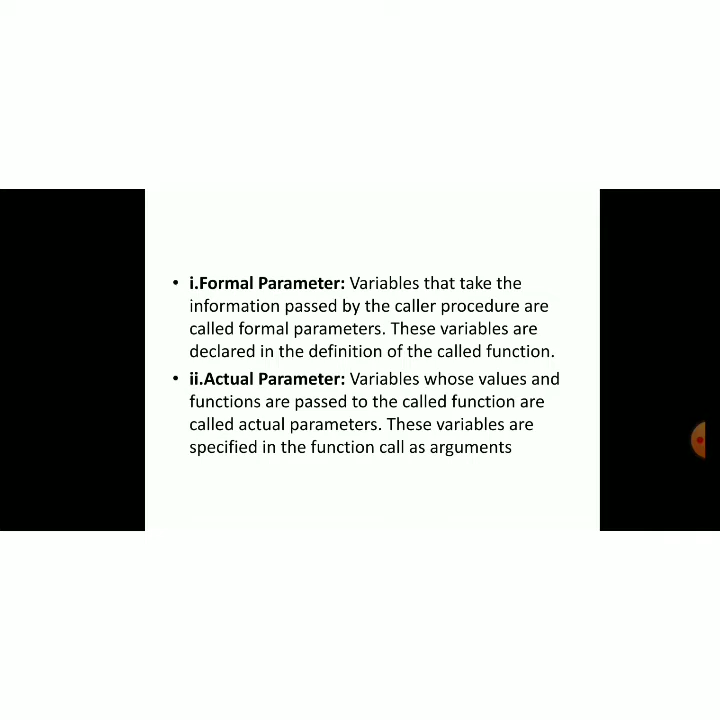 • i.Formal Parameter: Variables that take the
information passed by the caller procedure are
called formal parameters. These variables are
declared in the definition of the called function.
• ii.Actual Parameter: Variables whose values and
functions are passed to the called function are
called actual parameters. These variables are
specified in the function call as arguments